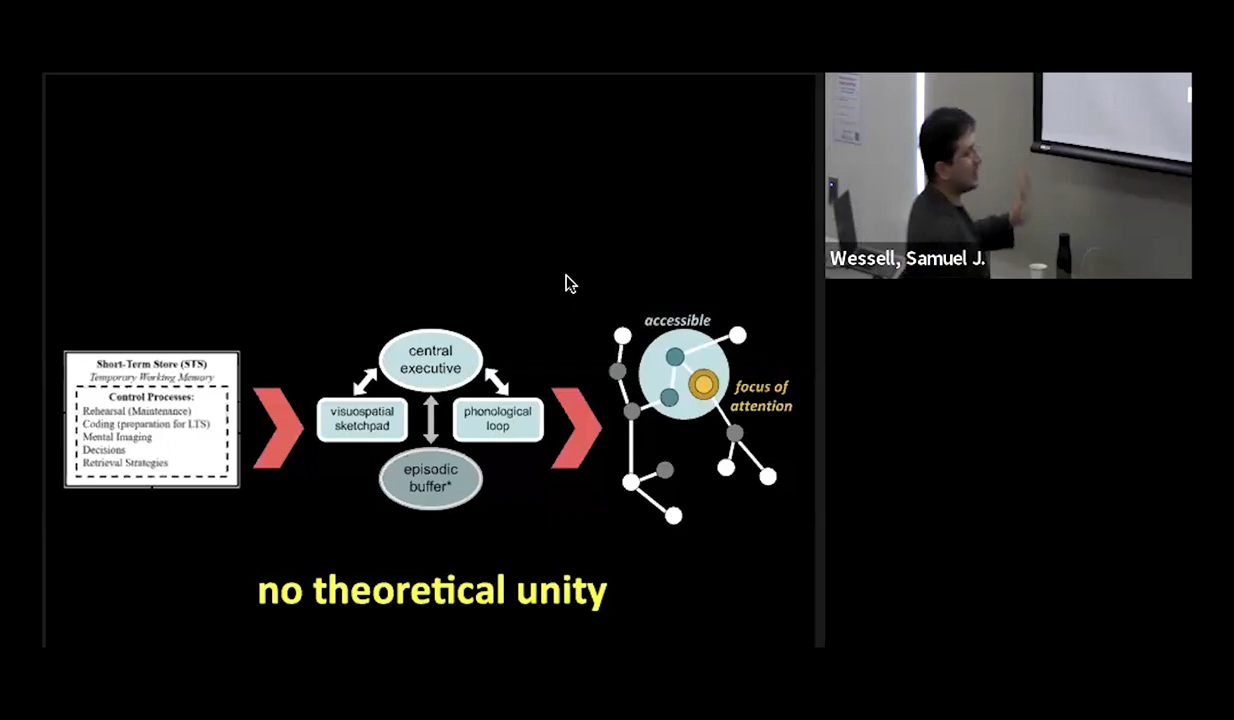 Short-Term Store (STS)
Temporary Working Memory
Control Processes:
Rehearsal (Maintenance)
Coding (preparation for LTS)
Mental Imaging
Decisions
Retrieval Strategies
central
executive
visuospatial
sketchpad
phonological
loop
episodic
buffer*
accessible
focus of
attention
no theoretical unity
Wessell, Samuel J.